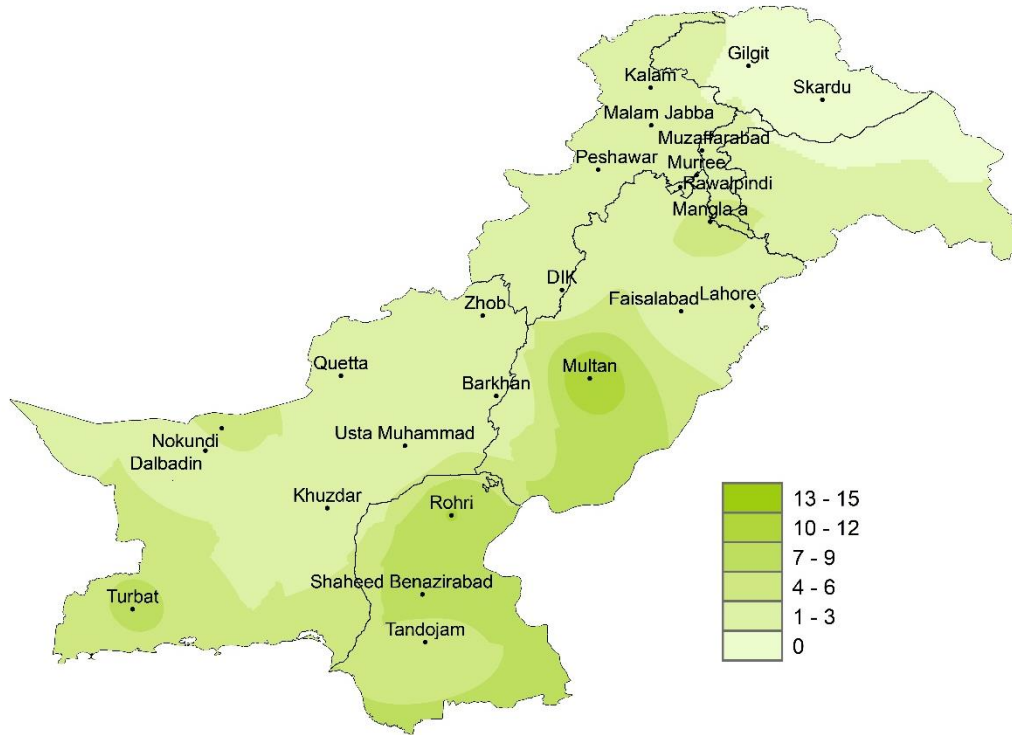 Gilgit
Kalam
Skardu
Malam Jabba
Muzaffarabad
Peshawar
Murree
Rawalpindi
Mangla a
DIK
Zhob
Faisalabad
Lahore
Quetta
Multan
Barkhan
Nokundi
Usta Muhammad
Dalbadin
Khuzdar
Rohri
Shaheed Benazirabad
Turbat
Tandojam
13 - 15
10 - 12
7 - 9
4 - 6
1 - 3
0